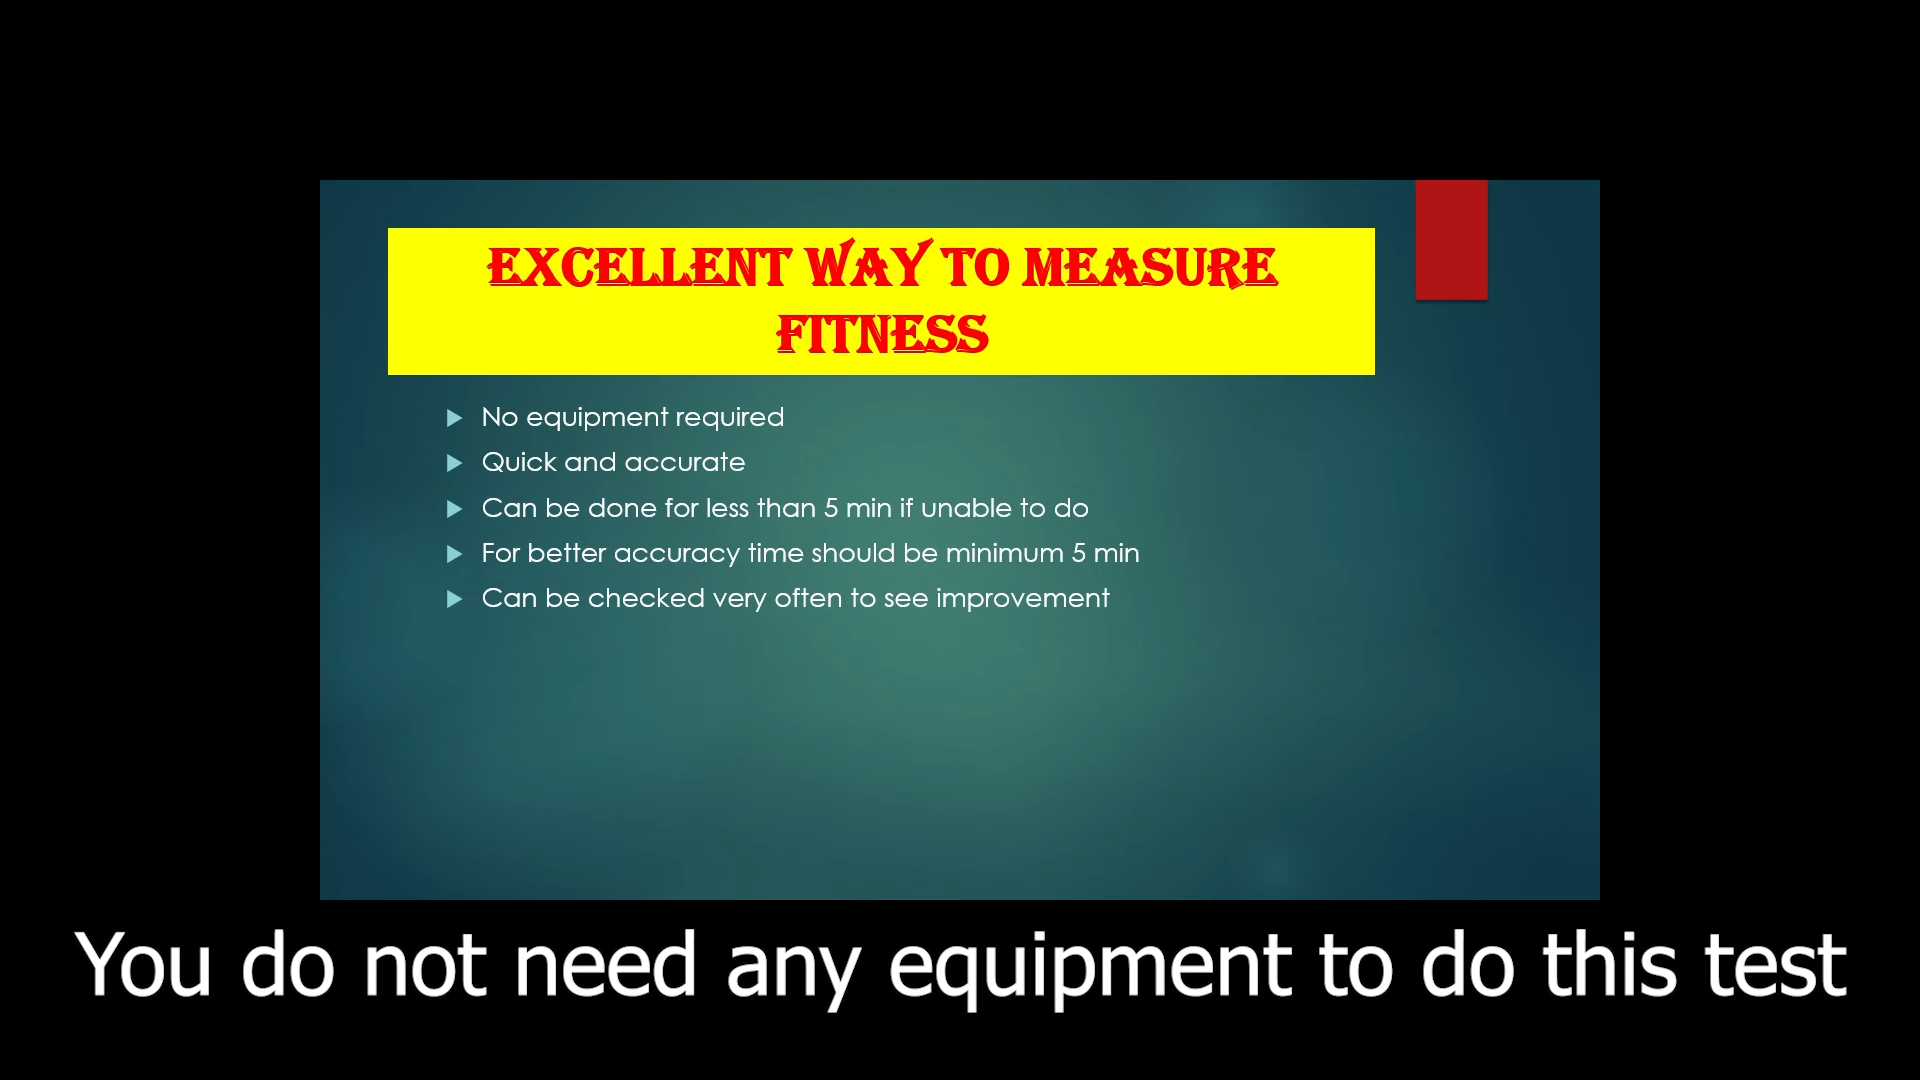 EXCELLENT WAY TO MEASURE
FITNESS
No equipment required
Quick and accurate
Can be done for less than 5 min if unable to do
For better accuracy time should be minimum 5 min
Can be checked very often to see improvement
You do not need any equipment to do this test